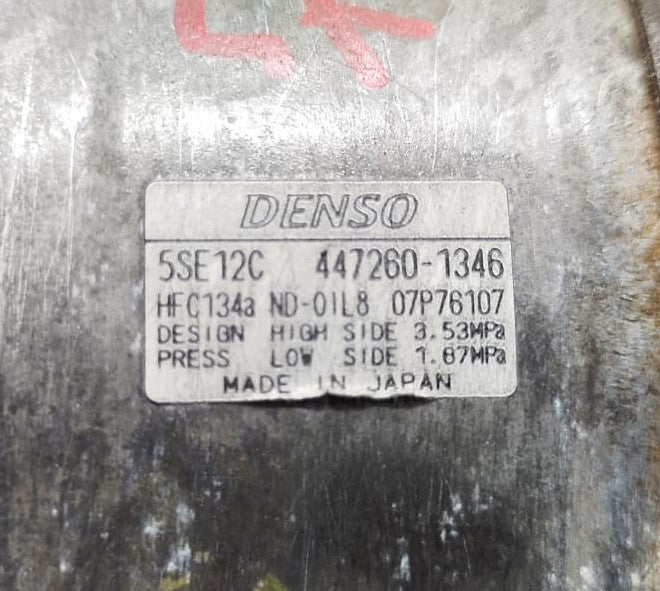 DENSO
5SE12C 447260-1346
HFC134a ND-OIL8 07P76107
DESIGN HIGH SIDE 3.53MPa
PRESS LOW SIDE 1.67MPa
MADE IN JAPAN